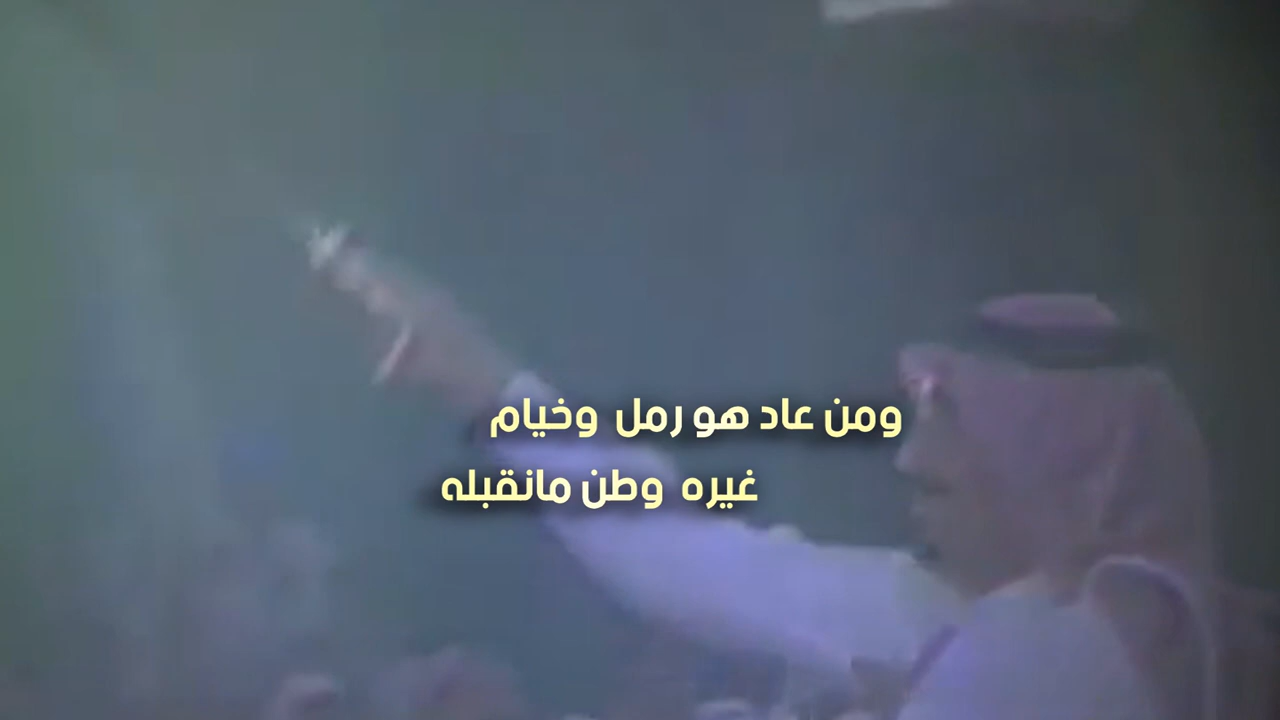 ومن عاد هو رمل وخيام
غيره وطن مانقبله